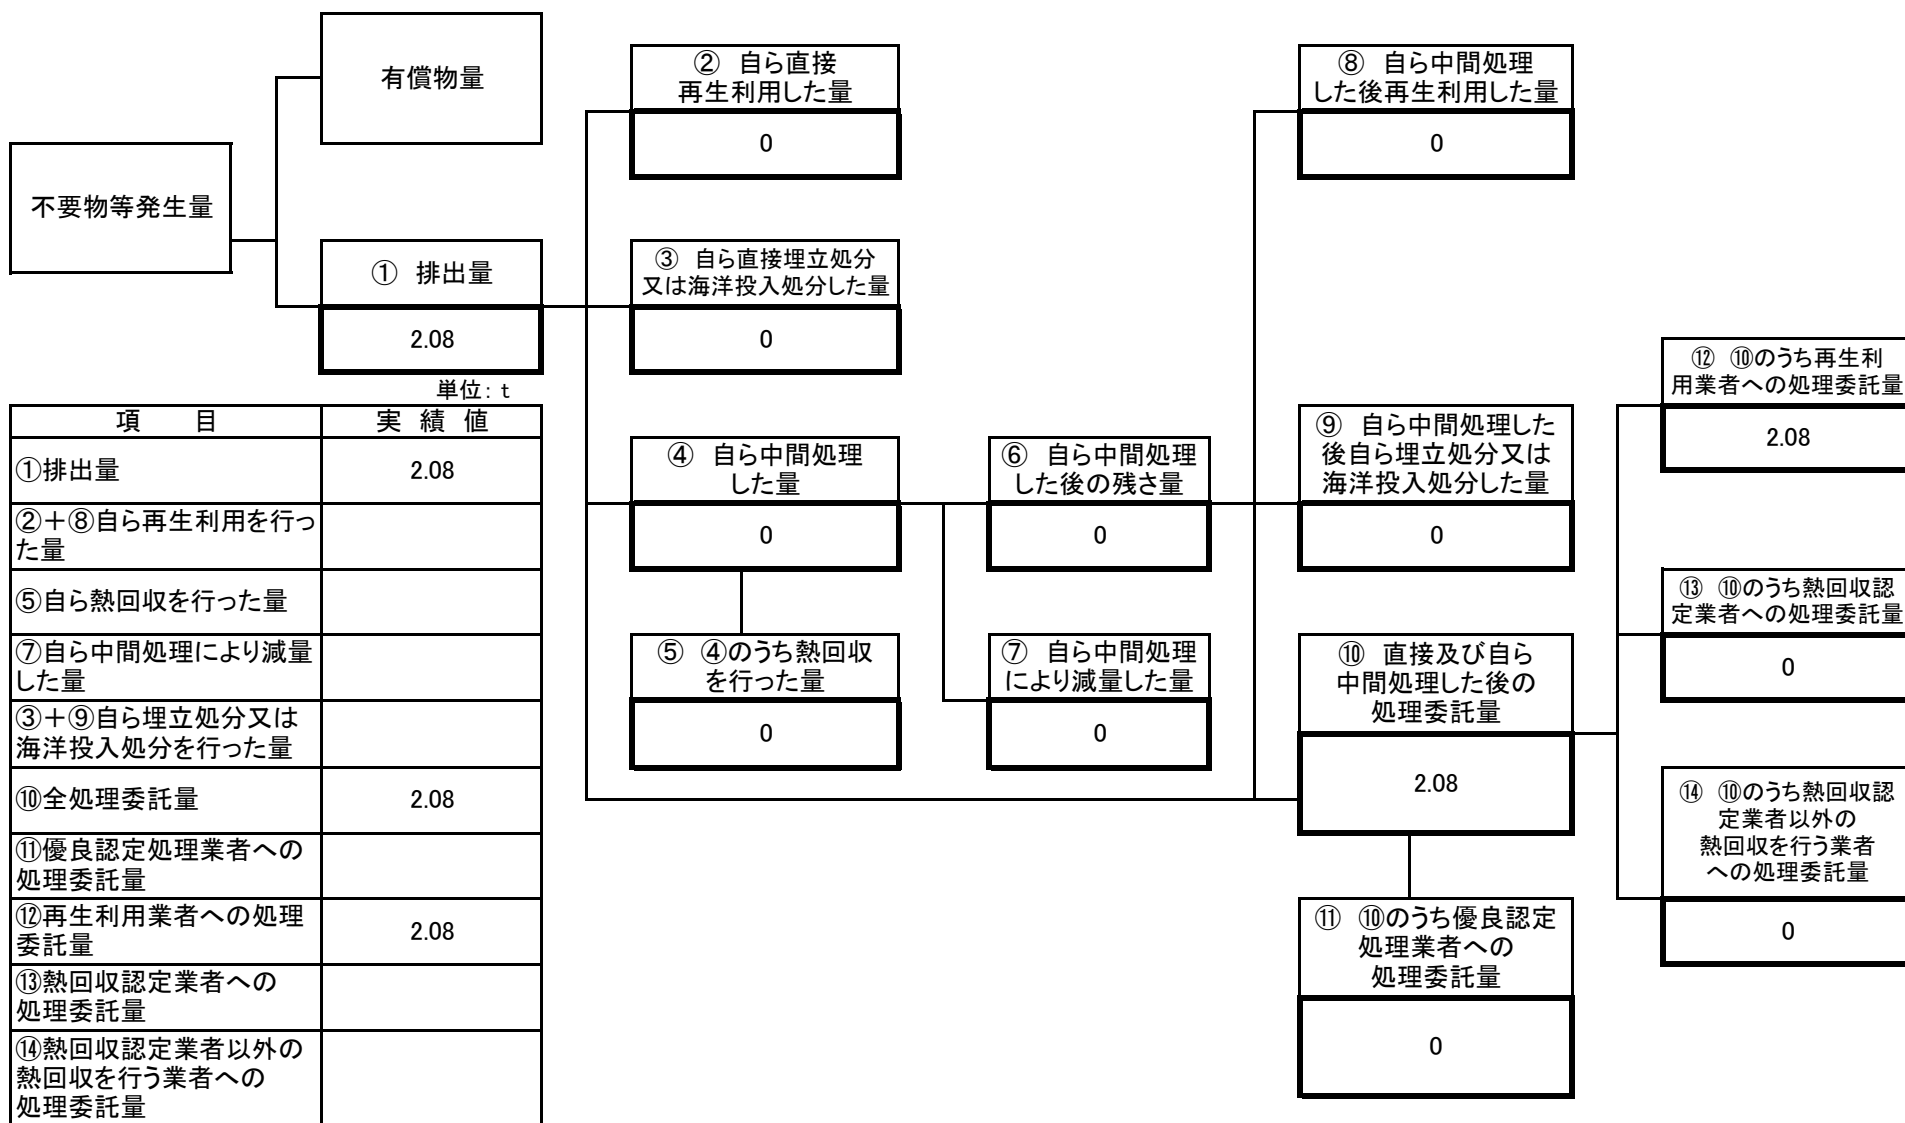 有償物量
不要物等発生量
① 排出量
2.08
② 自ら直接
再生利用した量
0
③ 自ら直接埋立処分
又は海洋投入処分した量
0
④ 自ら中間処理
した量
0
⑤ ④のうち熱回収
を行った量
0
⑥ 自ら中間処理
した後の残さ量
0
⑦ 自ら中間処理
により減量した量
0
⑧ 自ら中間処理
した後再生利用した量
0
⑨ 自ら中間処理した
後自ら埋立処分又は
海洋投入処分した量
0
⑩ 直接及び自ら
中間処理した後の
処理委託量
2.08
⑪ ⑩のうち優良認定
処理業者への
処理委託量
0
⑫ ⑩のうち再生利
用業者への処理委託量
2.08
⑬ ⑩のうち熱回収認
定業者への処理委託量
0
⑭ ⑩のうち熱回収認
定業者以外の
熱回収を行う業者
への処理委託量
0
単位:t
項 目 実 績 値
①排出量 2.08
②+⑧自ら再生利用を行っ
た量
⑤自ら熱回収を行った量
⑦自ら中間処理により減量
した量
③+⑨自ら埋立処分又は
海洋投入処分を行った量
⑩全処理委託量 2.08
⑪優良認定処理業者への
処理委託量
⑫再生利用業者への処理
委託量 2.08
⑬熱回収認定業者への
処理委託量
⑭熱回収認定業者以外の
熱回収を行う業者への
処理委託量